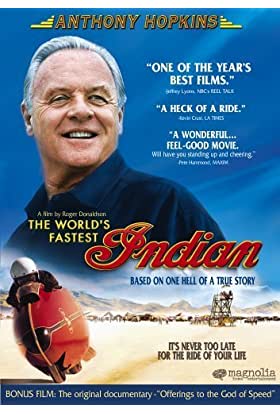 ANTHONY HOPKINS
"ONE OF THE YEAR'S
BEST FILMS."
-Jeffrey Lyons, NBC's REEL TALK
"A HECK OF A RIDE."
-Kevin Crust, LA TIMES
"A WONDERFUL...
FEEL-GOOD MOVIE.
Will have you standing up and cheering."
-Pete Hammond, MAXIM
A film by Roger Donaldson
THE WORLD'S
FASTEST
Indian
BASED ON ONE HELL OF A TRUE STORY
IT'S NEVER TOO LATE
FOR THE RIDE OF YOUR LIFE
magnolia
home entertainment
BONUS FILM: The original documentary -"Offerings to the God of Speed"